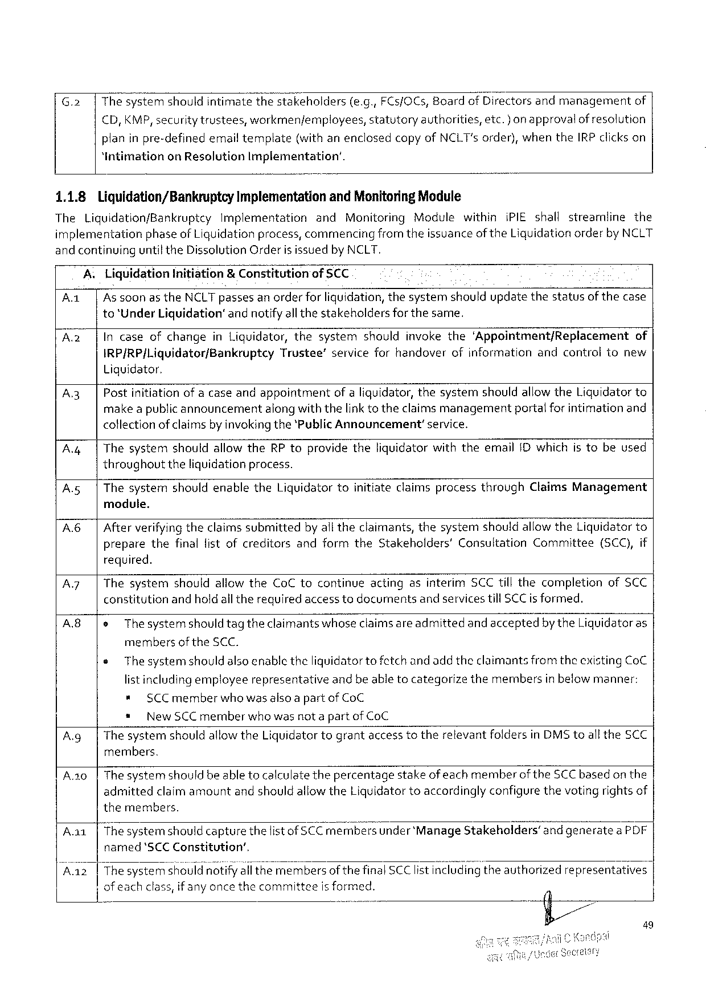 G.2 The system should intimate the stakeholders (e.g., FCs/OCs, Board of Directors and management of
CD, KMP, security trustees, workmen/employees, statutory authorities, etc. ) on approval of resolution
plan in pre-defined email template (with an enclosed copy of NCLT's order), when the IRP clicks on
'Intimation on Resolution Implementation'.
1.1.8 Liquidation/Bankruptcy Implementation and Monitoring Module
The Liquidation/Bankruptcy Implementation and Monitoring Module within iPIE shall streamline the
implementation phase of Liquidation process, commencing from the issuance of the Liquidation order by NCLT
and continuing until the Dissolution Order is issued by NCLT.
A. Liquidation Initiation & Constitution of SCC
A.1 As soon as the NCLT passes an order for liquidation, the system should update the status of the case
to 'Under Liquidation' and notify all the stakeholders for the same.
A.2 In case of change in Liquidator, the system should invoke the 'Appointment/Replacement of
IRP/RP/Liquidator/Bankruptcy Trustee' service for handover of information and control to new
Liquidator.
A.3 Post initiation of a case and appointment of a liquidator, the system should allow the Liquidator to
make a public announcement along with the link to the claims management portal for intimation and
collection of claims by invoking the 'Public Announcement' service.
A.4 The system should allow the RP to provide the liquidator with the email ID which is to be used
throughout the liquidation process.
A.5 The system should enable the Liquidator to initiate claims process through Claims Management
module.
A.6 After verifying the claims submitted by all the claimants, the system should allow the Liquidator to
prepare the final list of creditors and form the Stakeholders' Consultation Committee (SCC), if
required.
A.7 The system should allow the CoC to continue acting as interim SCC till the completion of SCC
constitution and hold all the required access to documents and services till SCC is formed.
A.8 • The system should tag the claimants whose claims are admitted and accepted by the Liquidator as
members of the SCC.
• The system should also enable the liquidator to fetch and add the claimants from the existing CoC
list including employee representative and be able to categorize the members in below manner:
▪ SCC member who was also a part of CoC
▪ New SCC member who was not a part of CoC
A.9 The system should allow the Liquidator to grant access to the relevant folders in DMS to all the SCC
members.
A.10 The system should be able to calculate the percentage stake of each member of the SCC based on the
admitted claim amount and should allow the Liquidator to accordingly configure the voting rights of
the members.
A.11 The system should capture the list of SCC members under 'Manage Stakeholders' and generate a PDF
named 'SCC Constitution'.
A.12 The system should notify all the members of the final SCC list including the authorized representatives
of each class, if any once the committee is formed.
49
/Anil C Kandpal
/Under Secretary